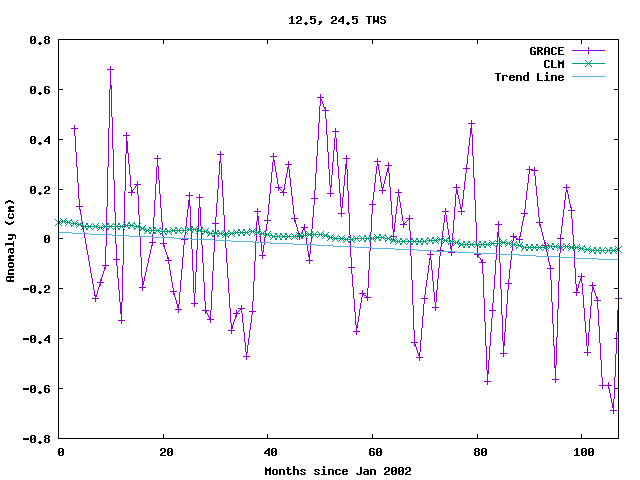 12.5, 24.5 TWS
GRACE
CLM
Trend Line
0.8
0.6
0.4
0.2
0
-0.2
-0.4
-0.6
-0.8
Anomaly (cm)
0 20 40 60 80 100
Months since Jan 2002